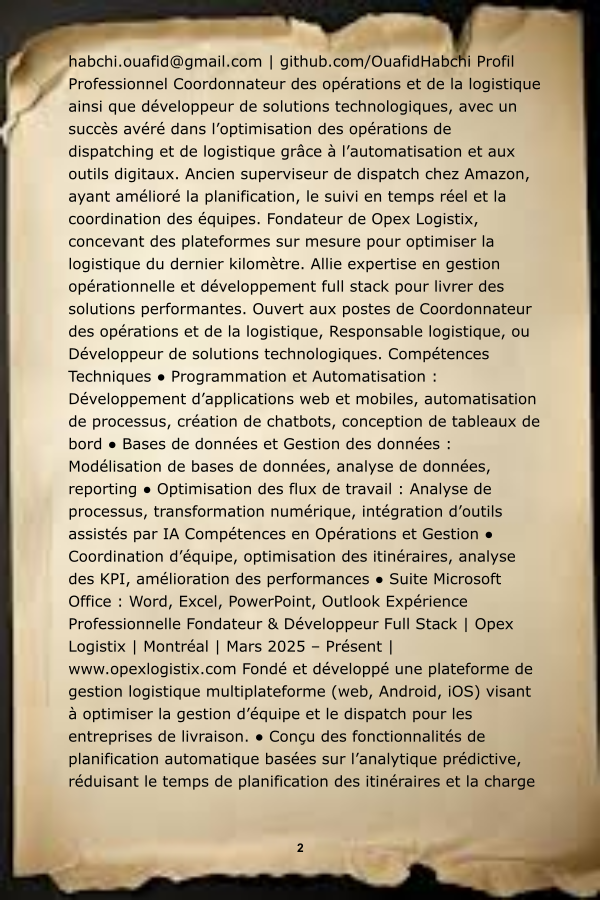 habchi.ouafid@gmail.com | github.com/OuafidHabchi Profil
Professionnel Coordonnateur des opérations et de la logistique
ainsi que développeur de solutions technologiques, avec un
succès avéré dans l’optimisation des opérations de
dispatching et de logistique grâce à l’automatisation et aux
outils digitaux. Ancien superviseur de dispatch chez Amazon,
ayant amélioré la planification, le suivi en temps réel et la
coordination des équipes. Fondateur de Opex Logistix,
concevant des plateformes sur mesure pour optimiser la
logistique du dernier kilomètre. Allie expertise en gestion
opérationnelle et développement full stack pour livrer des
solutions performantes. Ouvert aux postes de Coordonnateur
des opérations et de la logistique, Responsable logistique, ou
Développeur de solutions technologiques. Compétences
Techniques ● Programmation et Automatisation :
Développement d’applications web et mobiles, automatisation
de processus, création de chatbots, conception de tableaux de
bord ● Bases de données et Gestion des données :
Modélisation de bases de données, analyse de données,
reporting ● Optimisation des flux de travail : Analyse de
processus, transformation numérique, intégration d’outils
assistés par IA Compétences en Opérations et Gestion ●
Coordination d’équipe, optimisation des itinéraires, analyse
des KPI, amélioration des performances ● Suite Microsoft
Office : Word, Excel, PowerPoint, Outlook Expérience
Professionnelle Fondateur & Développeur Full Stack | Opex
Logistix | Montréal | Mars 2025 – Présent |
www.opexlogistix.com Fondé et développé une plateforme de
gestion logistique multiplateforme (web, Android, iOS) visant
à optimiser la gestion d’équipe et le dispatch pour les
entreprises de livraison. ● Conçu des fonctionnalités de
planification automatique basées sur l’analytique prédictive,
réduisant le temps de planification des itinéraires et la charge
2